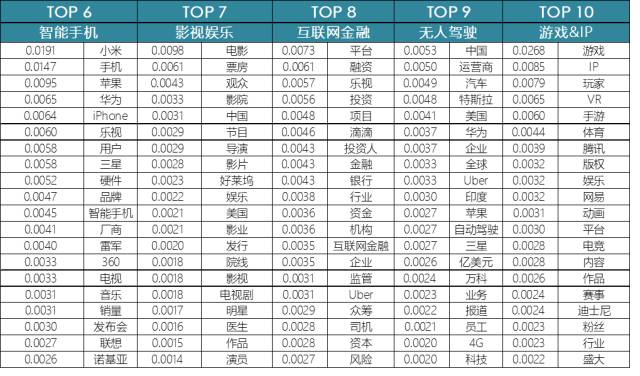 TOP 6 TOP 7 TOP 8 TOP 9 TOP 10
智能手机 影视娱乐 互联网金融 无人驾驶 游戏&IP
0.0191 小米 0.0098 电影 0.0073 平台 0.0053 中国 0.0268 游戏
0.0147 手机 0.0061 票房 0.0061 融资 0.0050 运营商 0.0085 IP
0.0095 苹果 0.0043 观众 0.0057 乐视 0.0049 汽车 0.0079 玩家
0.0065 华为 0.0033 影院 0.0056 投资 0.0048 特斯拉 0.0065 VR
0.0064 iPhone 0.0031 中国 0.0048 项目 0.0041 美国 0.0060 手游
0.0060 乐视 0.0029 节目 0.0046 滴滴 0.0037 华为 0.0044 体育
0.0058 用户 0.0029 导演 0.0043 投资人 0.0037 企业 0.0039 腾讯
0.0058 三星 0.0028 影片 0.0043 金融 0.0033 全球 0.0032 版权
0.0052 硬件 0.0023 好莱坞 0.0043 银行 0.0033 Uber 0.0032 娱乐
0.0047 品牌 0.0022 娱乐 0.0038 行业 0.0030 印度 0.0032 网易
0.0045 智能手机 0.0021 美国 0.0036 资金 0.0027 苹果 0.0031 动画
0.0041 厂商 0.0021 影业 0.0036 机构 0.0027 自动驾驶 0.0030 平台
0.0040 雷军 0.0020 发行 0.0035 互联网金融 0.0027 三星 0.0028 电竞
0.0033 360 0.0018 院线 0.0035 企业 0.0026 亿美元 0.0028 内容
0.0033 电视 0.0018 影视 0.0031 监管 0.0024 万科 0.0026 作品
0.0031 音乐 0.0018 电视剧 0.0031 Uber 0.0023 业务 0.0024 赛事
0.0031 销量 0.0017 明星 0.0029 众筹 0.0022 报道 0.0024 迪士尼
0.0030 发布会 0.0016 医生 0.0028 司机 0.0021 员工 0.0023 粉丝
0.0027 联想 0.0015 作品 0.0028 资本 0.0020 4G 0.0023 行业
0.0026 诺基亚 0.0014 演员 0.0027 风险 0.0020 科技 0.0022 盛大